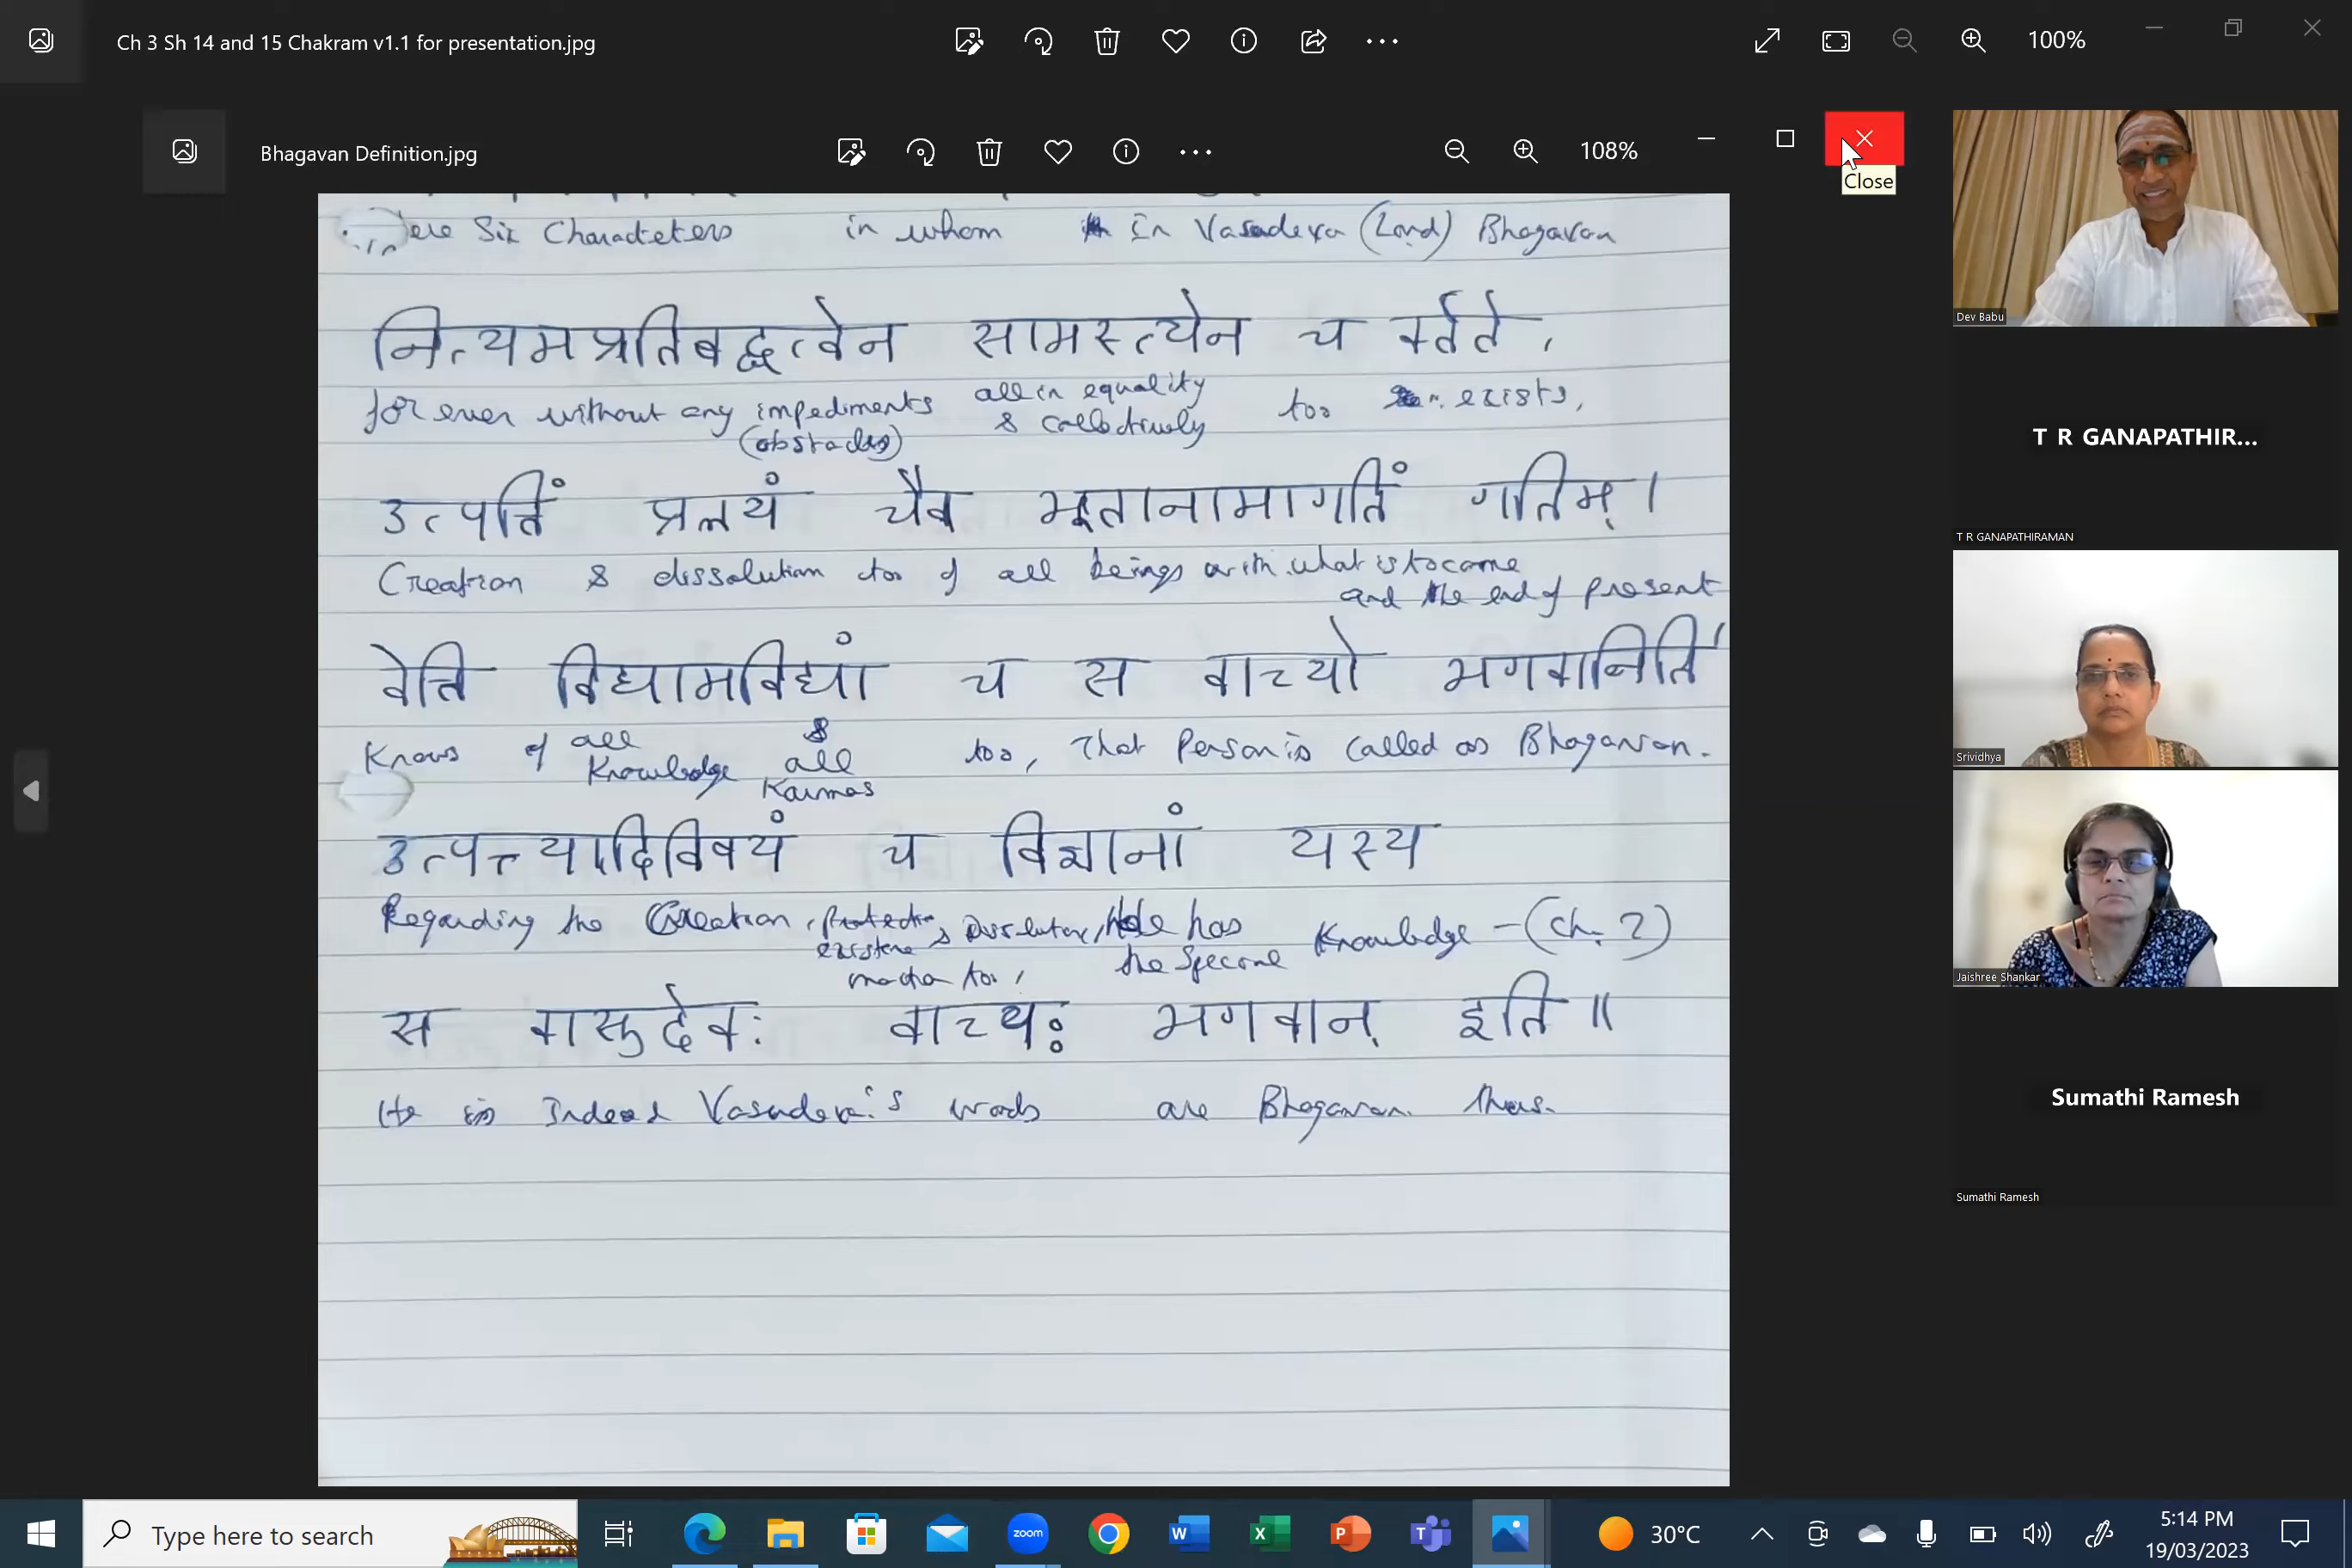 Ch 3 Sh 14 and 15 Chakram v1.1 for presentation.jpg
100%
Bhagavan Definition.jpg
108%
Close
Six Characters in whom In Vasudeva (Lord) Bhagavan
नित्यमप्रतिबद्धत्वेन सामस्त्येन च वर्तते,
for ever without any impediments all in equality too exists,
(obstacles) & collectively
उत्पत्तिं प्रलयं चैव भूतानामागतिं गतिम्।
Creation & dissolution too of all beings with what is to come
and the end of present
वेत्ति विद्यामविद्यां च स वाच्यो भगवानिति
Knows of all Knowledge & all Karmas too, That Person is called as Bhagavan.
उत्पत्त्यादिविषयं च विज्ञानां यस्य
Regarding the Creation, Protection, Dissolution, He has Knowledge - (Ch. 7)
existence & the Special
too,
स वासुदेवः वाच्यः भगवान् इति॥
He is Indeed Vasudeva's words are Bhagavan thus.
Dev Babu
T R GANAPATHIR...
T R GANAPATHIRAMAN
Srividhya
Jaishree Shankar
Sumathi Ramesh
Sumathi Ramesh
Type here to search
zoom
W
X
P
T
30°C
5:14 PM
19/03/2023